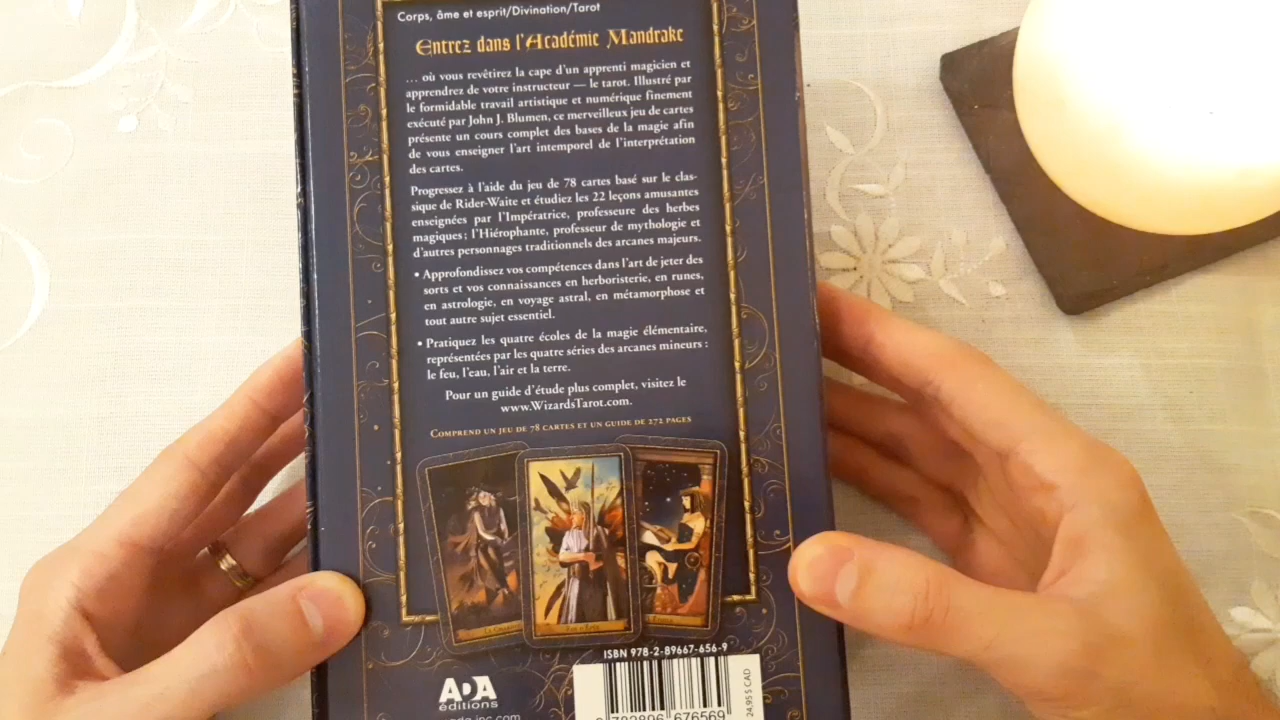 Corps, âme et esprit/Divination/Tarot
Entrez dans l'Académie Mandrake
... où vous revêtirez la cape d'un apprenti magicien et
apprendrez de votre instructeur — le tarot. Illustré par
le formidable travail artistique et numérique finement
exécuté par John J. Blumen, ce merveilleux jeu de cartes
présente un cours complet des bases de la magie afin
de vous enseigner l'art intemporel de l'interprétation
des cartes.
Progressez à l'aide du jeu de 78 cartes basé sur le clas-
sique de Rider-Waite et étudiez les 22 leçons amusantes
enseignées par l'Impératrice, professeure des herbes
magiques; l'Hiérophante, professeur de mythologie et
d'autres personnages traditionnels des arcanes majeurs.
• Approfondissez vos compétences dans l'art de jeter des
sorts et vos connaissances en herboristerie, en runes,
en astrologie, en voyage astral, en métamorphose et
tout autre sujet essentiel.
• Pratiquez les quatre écoles de la magie élémentaire,
représentées par les quatre séries des arcanes mineurs :
le feu, l'eau, l'air et la terre.
Pour un guide d'étude plus complet, visitez le
www.WizardsTarot.com.
Comprend un jeu de 78 cartes et un guide de 272 pages
ISBN 978-2-89667-656-9
ADA
éditions
9 782896 676569
24,95 $ CAD